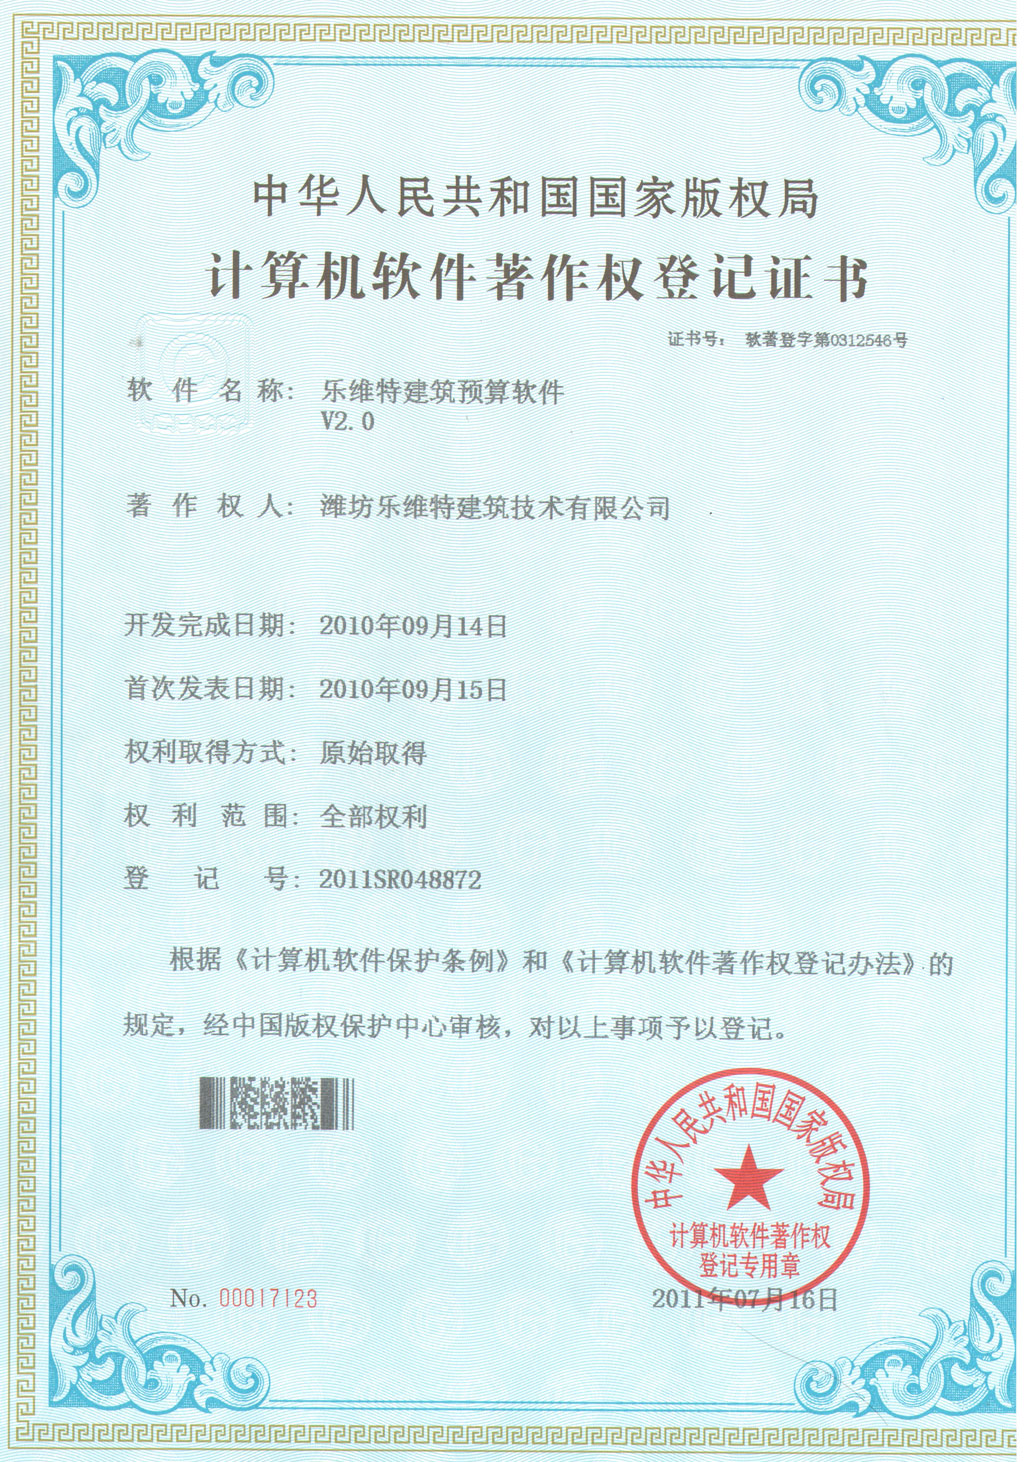 中华人民共和国国家版权局
计算机软件著作权登记证书
证书号： 软著登字第0312546号
软件名称： 乐维特建筑预算软件
V2.0
著作权人： 潍坊乐维特建筑技术有限公司
开发完成日期： 2010年09月14日
首次发表日期： 2010年09月15日
权利取得方式： 原始取得
权利范围： 全部权利
登记号： 2011SR048872
根据《计算机软件保护条例》和《计算机软件著作权登记办法》的
规定，经中国版权保护中心审核，对以上事项予以登记。
中华人民共和国国家版权局
计算机软件著作权
登记专用章
No. 00017123
2011年07月16日